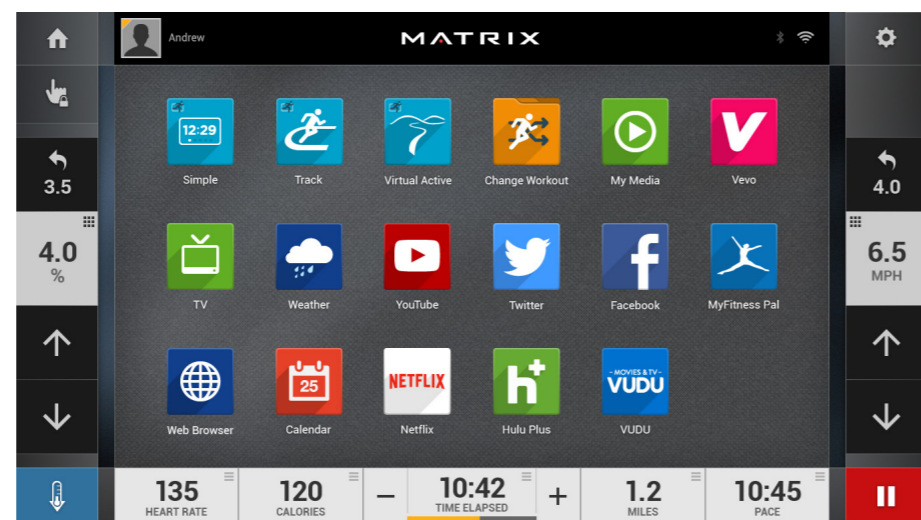 Andrew
MATRIX
3.5
4.0
%
4.0
6.5
MPH
12:29
Simple
Track
Virtual Active
Change Workout
My Media
Vevo
TV
Weather
YouTube
Twitter
Facebook
MyFitness Pal
Web Browser
25
Calendar
NETFLIX
Netflix
h+
Hulu Plus
- MOVIES & TV -
VUDU
VUDU
135
HEART RATE
120
CALORIES
−
10:42
TIME ELAPSED
+
1.2
MILES
10:45
PACE